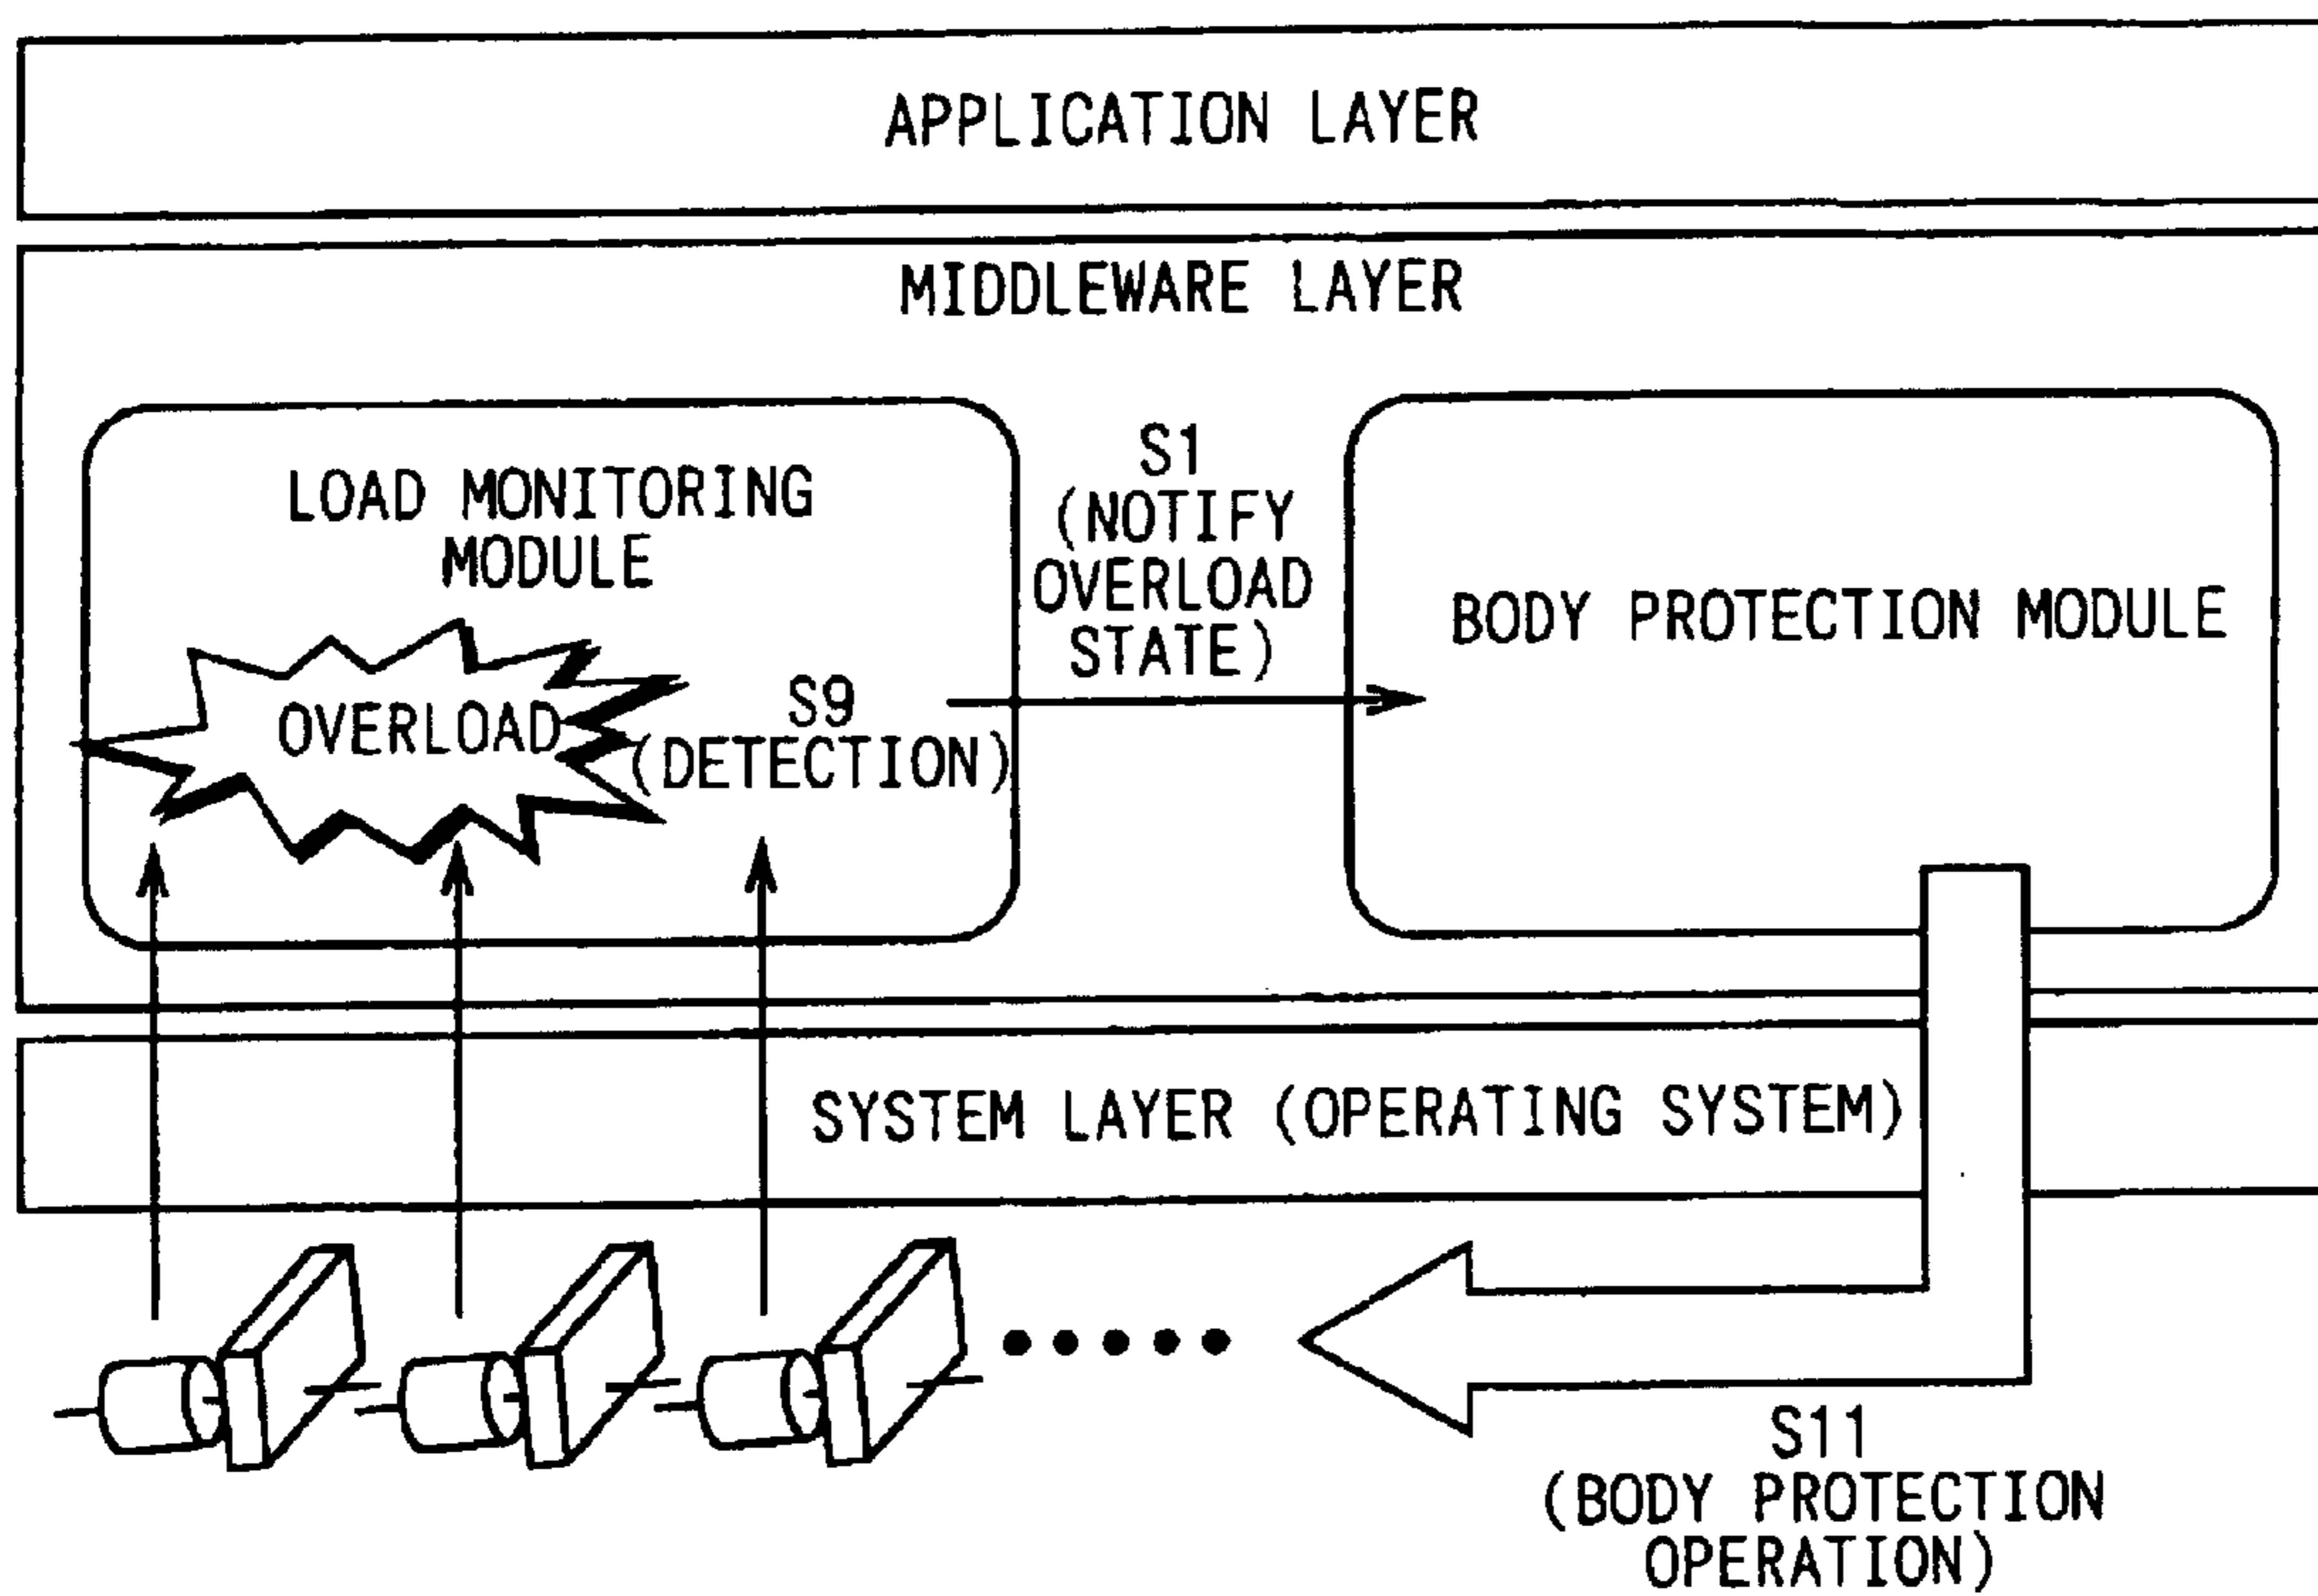 APPLICATION LAYER
MIDDLEWARE LAYER
LOAD MONITORING
MODULE
OVERLOAD
S9
(DETECTION)
S1
(NOTIFY
OVERLOAD
STATE)
BODY PROTECTION MODULE
SYSTEM LAYER (OPERATING SYSTEM)
S11
(BODY PROTECTION
OPERATION)